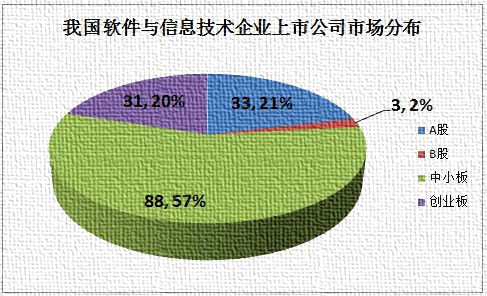 我国软件与信息技术企业上市公司市场分布
31, 20%
33, 21%
3, 2%
88, 57%
A股
B股
中小板
创业板